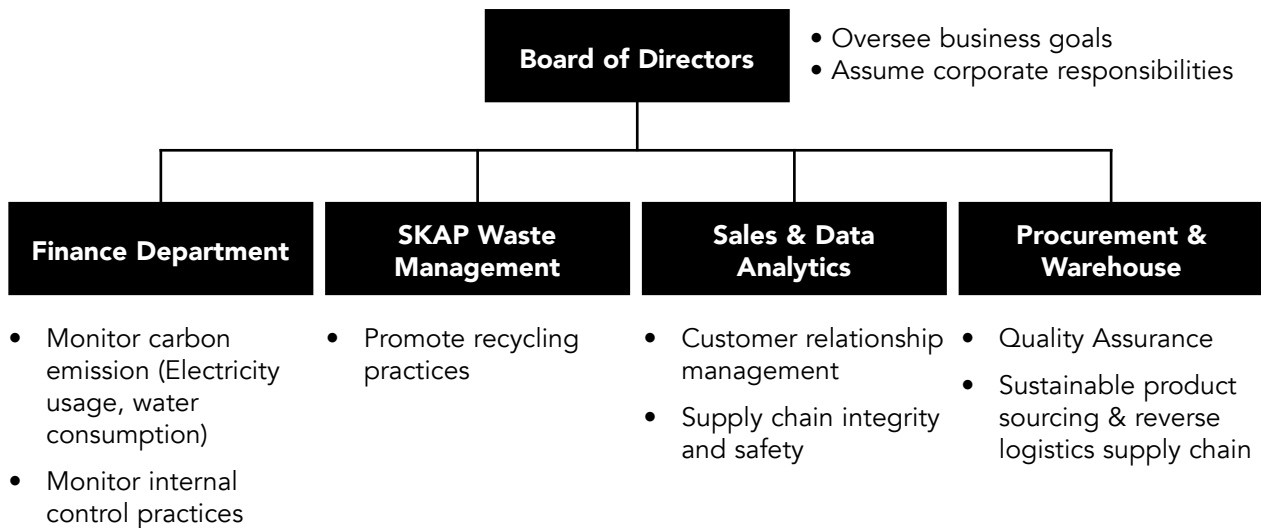 Board of Directors
• Oversee business goals
• Assume corporate responsibilities
Finance Department
SKAP Waste
Management
Sales & Data
Analytics
Procurement &
Warehouse
• Monitor carbon
emission (Electricity
usage, water
consumption)
• Monitor internal
control practices
• Promote recycling
practices
• Customer relationship
management
• Supply chain integrity
and safety
• Quality Assurance
• Sustainable product
sourcing & reverse
logistics supply chain